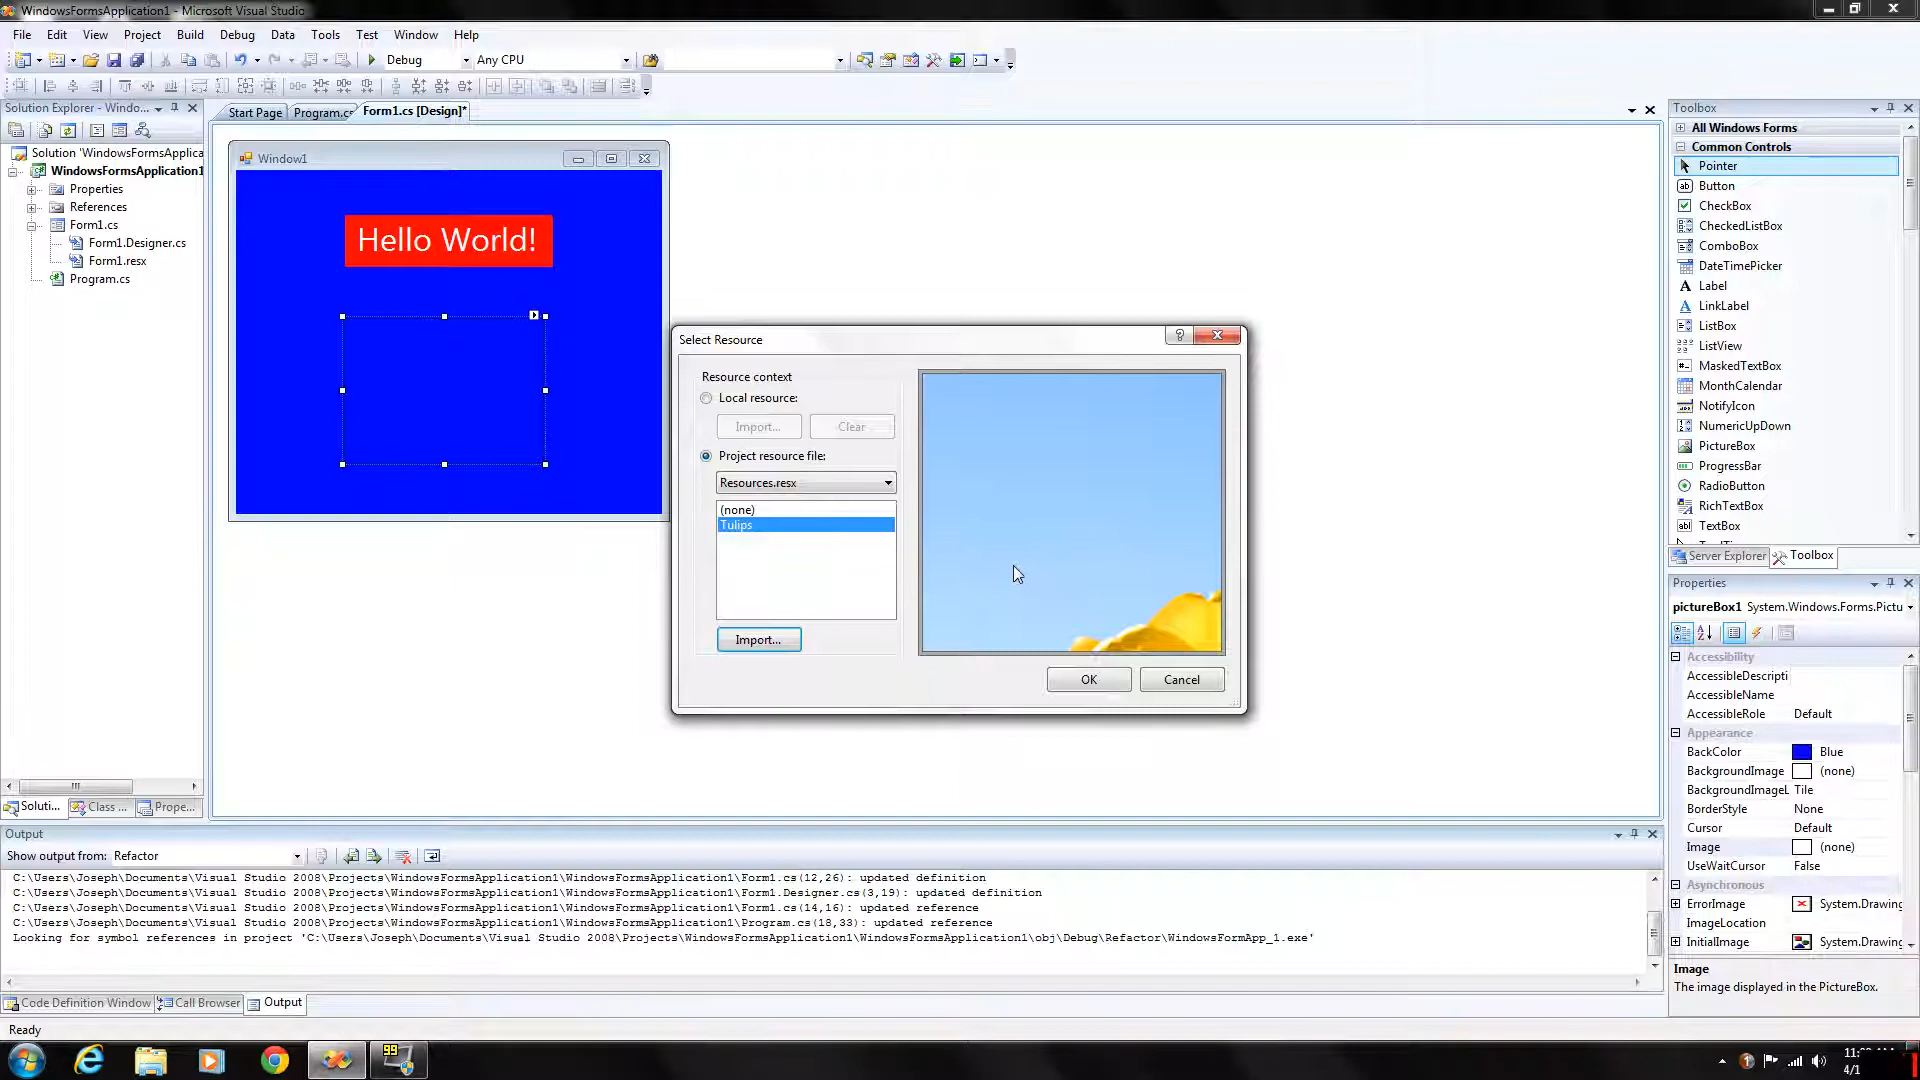 WindowsFormsApplication1 - Microsoft Visual Studio
File Edit View Project Build Debug Data Tools Test Window Help
Debug Any CPU
Solution Explorer - Windo...
Solution 'WindowsFormsApplica
WindowsFormsApplication1
Properties
References
Form1.cs
Form1.Designer.cs
Form1.resx
Program.cs
Soluti... Class ... Prope...
Start Page Program.cs Form1.cs [Design]*
Window1
Hello World!
Select Resource
Resource context
Local resource:
Import... Clear
Project resource file:
Resources.resx
(none)
Tulips
Import...
OK Cancel
Toolbox
All Windows Forms
Common Controls
Pointer
Button
CheckBox
CheckedListBox
ComboBox
DateTimePicker
Label
LinkLabel
ListBox
ListView
MaskedTextBox
MonthCalendar
NotifyIcon
NumericUpDown
PictureBox
ProgressBar
RadioButton
RichTextBox
TextBox
Server Explorer Toolbox
Properties
pictureBox1 System.Windows.Forms.Pictu
Accessibility
AccessibleDescripti
AccessibleName
AccessibleRole Default
Appearance
BackColor Blue
BackgroundImage (none)
BackgroundImageL Tile
BorderStyle None
Cursor Default
Image (none)
UseWaitCursor False
Asynchronous
ErrorImage System.Drawing
ImageLocation
InitialImage System.Drawing
Image
The image displayed in the PictureBox.
Output
Show output from: Refactor
C:\Users\Joseph\Documents\Visual Studio 2008\Projects\WindowsFormsApplication1\WindowsFormsApplication1\Form1.cs(12,26): updated definition
C:\Users\Joseph\Documents\Visual Studio 2008\Projects\WindowsFormsApplication1\WindowsFormsApplication1\Form1.Designer.cs(3,19): updated definition
C:\Users\Joseph\Documents\Visual Studio 2008\Projects\WindowsFormsApplication1\WindowsFormsApplication1\Form1.cs(14,16): updated reference
C:\Users\Joseph\Documents\Visual Studio 2008\Projects\WindowsFormsApplication1\WindowsFormsApplication1\Program.cs(18,33): updated reference
Looking for symbol references in project 'C:\Users\Joseph\Documents\Visual Studio 2008\Projects\WindowsFormsApplication1\WindowsFormsApplication1\obj\Debug\Refactor\WindowsFormApp_1.exe'
Code Definition Window Call Browser Output
Ready
99
4/1